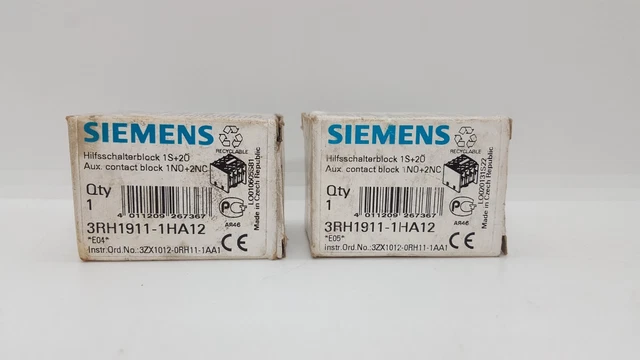 SIEMENS
RECYCLABLE
Hilfsschalterblock 1S+2Ö
Aux. contact block 1NO+2NC
Qty
1
4 011209 267367
AR46
Made in Czech Republic
3RH1911-1HA12
*E04*
Instr.Ord.No.:3ZX1012-0RH11-1AA1
CE
SIEMENS
RECYCLABLE
Hilfsschalterblock 1S+2Ö
Aux. contact block 1NO+2NC
Qty
1
4 011209 267367
AR46
LO020131S22
Made in Czech Republic
3RH1911-1HA12
*E05*
Instr.Ord.No.:3ZX1012-0RH11-1AA1
CE